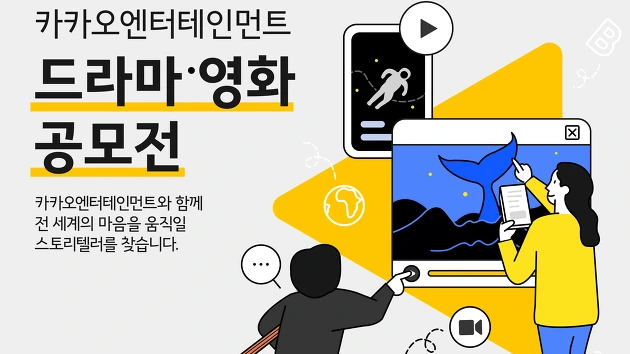 카카오엔터테인먼트
드라마·영화
공모전
카카오엔터테인먼트와 함께
전 세계의 마음을 움직일
스토리텔러를 찾습니다.